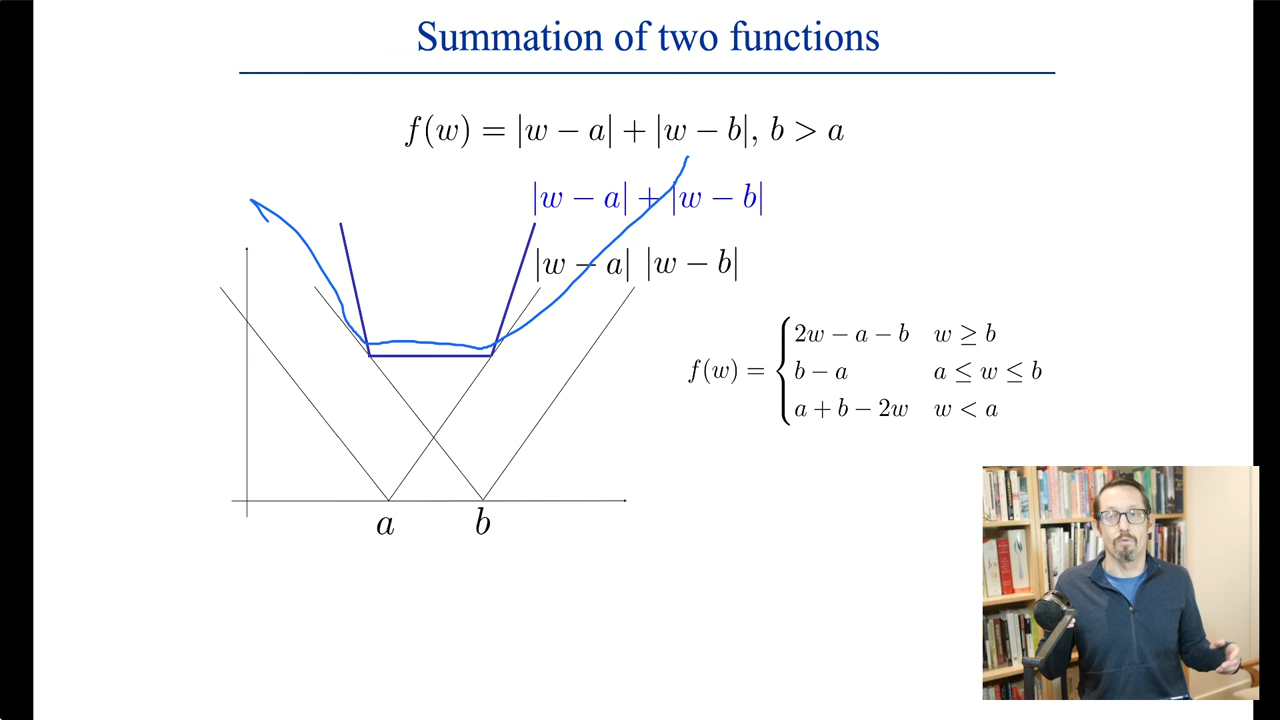 Summation of two functions
f(w) = |w − a| + |w − b|, b > a
|w − a| + |w − b|
|w − a| |w − b|
f(w) = { 2w − a − b w ≥ b
b − a a ≤ w ≤ b
a + b − 2w w < a
a b